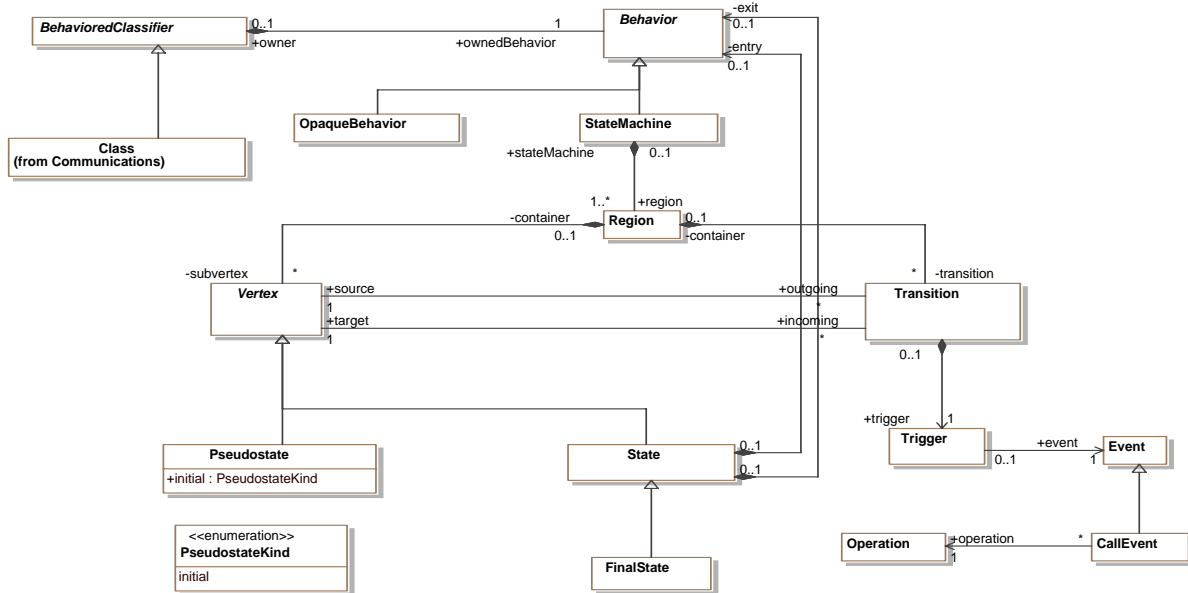 BehavioredClassifier
0..1
+owner
1
+ownedBehavior
Behavior
-exit
0..1
-entry
0..1
Class
(from Communications)
OpaqueBehavior
StateMachine
+stateMachine
0..1
1..*
+region
-container
0..1
Region
0..1
-container
-subvertex
*
*
-transition
Vertex
+source
1
+outgoing
*
+target
1
+incoming
*
Transition
0..1
+trigger
1
Pseudostate
+initial : PseudostateKind
State
0..1
0..1
Trigger
+event
0..1
1
Event
<<enumeration>>
PseudostateKind
initial
FinalState
Operation
+operation
1
*
CallEvent